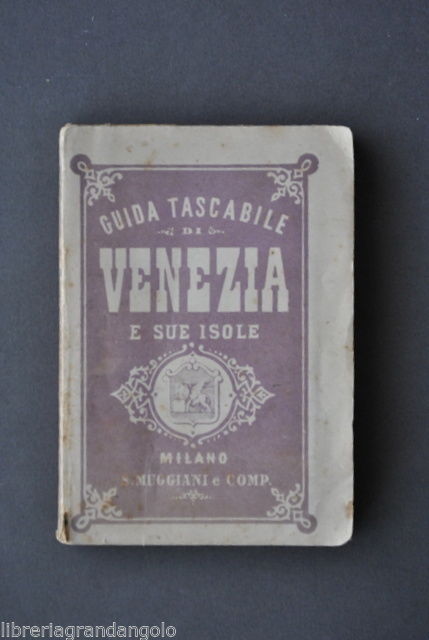 GUIDA TASCABILE
DI
VENEZIA
E SUE ISOLE
MILANO
S. MUGGIANI e COMP.
libreriagrandangolo